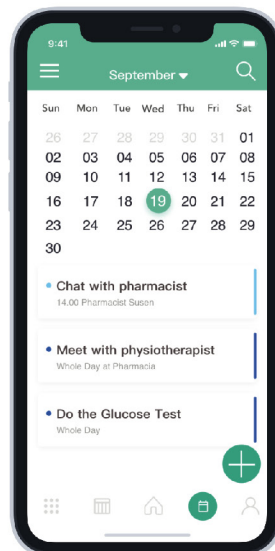 9:41
September
Sun Mon Tue Wed Thu Fri Sat
26 27 28 29 30 31 01
02 03 04 05 06 07 08
09 10 11 12 13 14 15
16 17 18 19 20 21 22
23 24 25 26 27 28 29
30
Chat with pharmacist
14.00 Pharmacist Susen
Meet with physiotherapist
Whole Day at Pharmacia
Do the Glucose Test
Whole Day